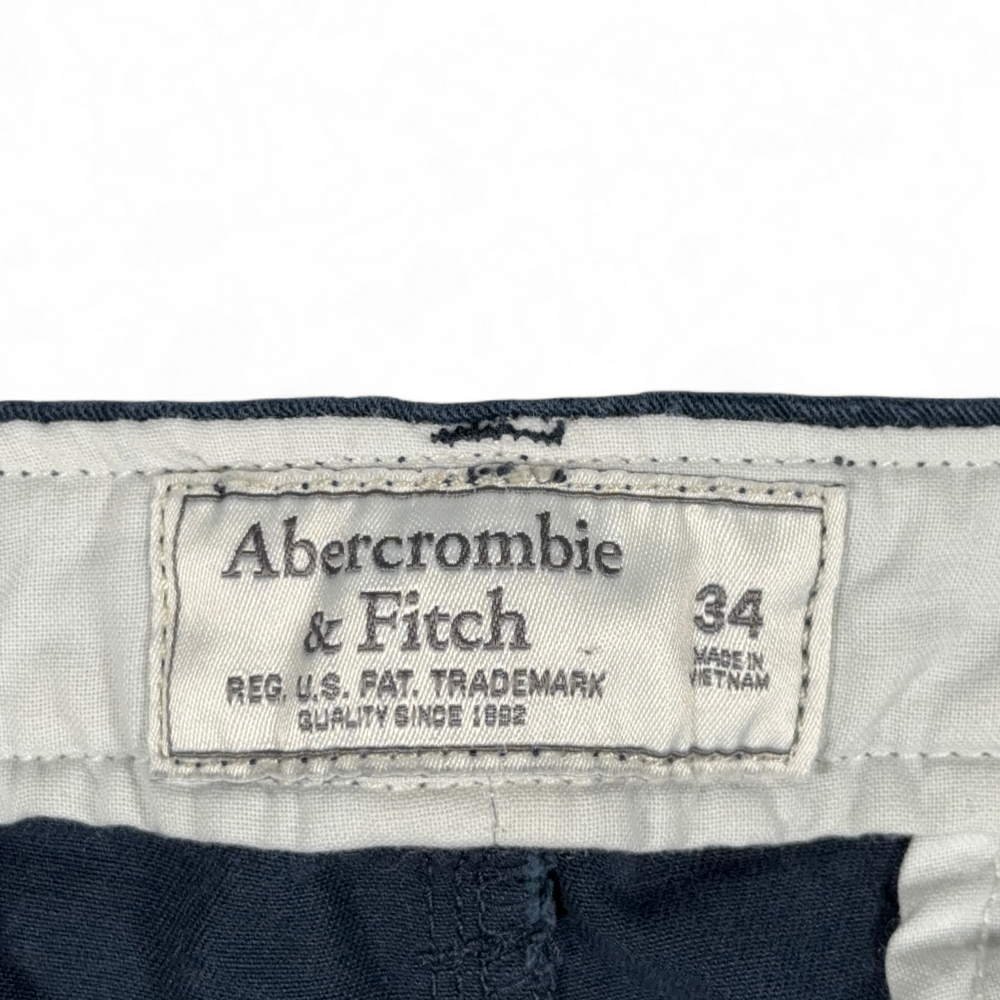 Abercrombie
& Fitch
REG. U.S. PAT. TRADEMARK
QUALITY SINCE 1892
34
MADE IN
VIETNAM